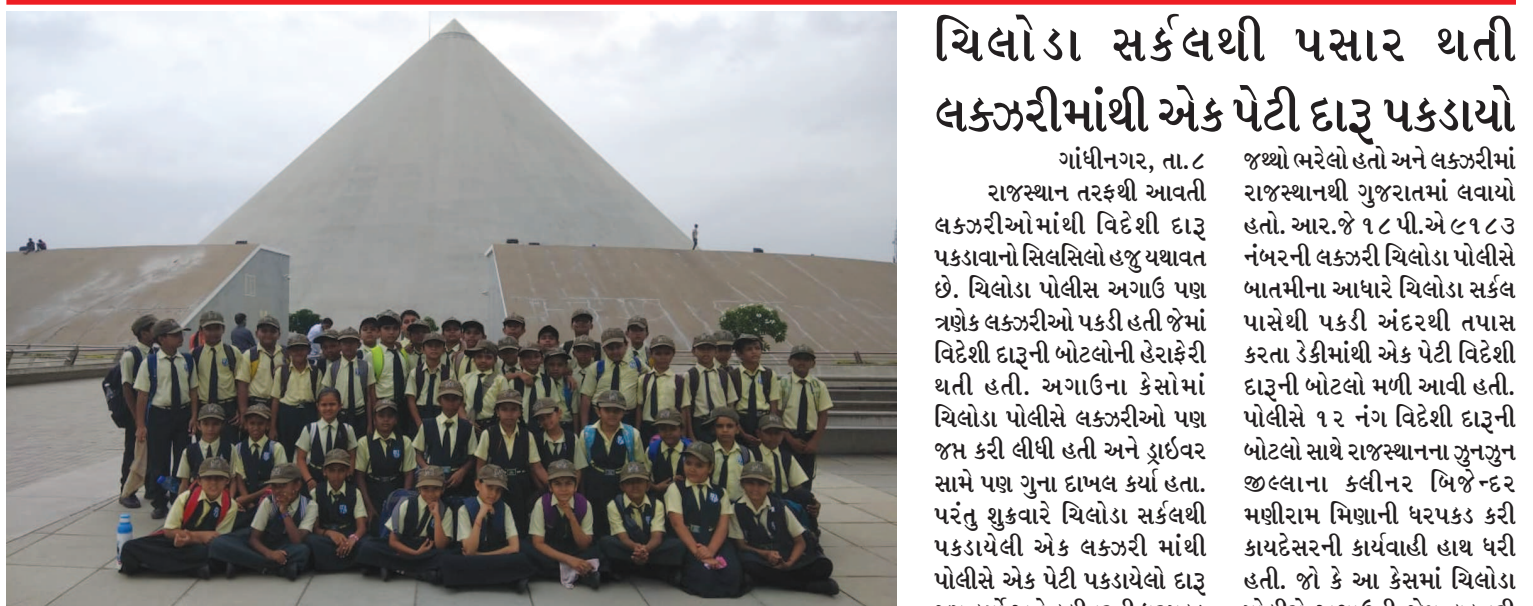 ચિલોડા સર્કલથી પસાર થતી
લક્ઝરીમાંથી એક પેટી દારૂ પકડાયો
ગાંધીનગર, તા.૮
રાજસ્થાન તરફથી આવતી
લક્ઝરીઓમાંથી વિદેશી દારૂ
પકડાવાનો સિલસિલો હજુ યથાવત
છે. ચિલોડા પોલીસ અગાઉ પણ
ત્રણેક લક્ઝરીઓ પકડી હતી જેમાં
વિદેશી દારૂની બોટલોની હેરાફેરી
થતી હતી. અગાઉના કેસોમાં
ચિલોડા પોલીસે લક્ઝરીઓ પણ
જપ્ત કરી લીધી હતી અને ડ્રાઇવર
સામે પણ ગુના દાખલ કર્યા હતા.
પરંતુ શુક્રવારે ચિલોડા સર્કલથી
પકડાયેલી એક લક્ઝરી માંથી
પોલીસે એક પેટી પકડાયેલો દારૂ
જથ્થો ભરેલો હતો અને લક્ઝરીમાં
રાજસ્થાનથી ગુજરાતમાં લવાયો
હતો. આર.જે ૧૮ પી.એ ૯૧૮૩
નંબરની લક્ઝરી ચિલોડા પોલીસે
બાતમીના આધારે ચિલોડા સર્કલ
પાસેથી પકડી અંદરથી તપાસ
કરતા ડેકીમાંથી એક પેટી વિદેશી
દારૂની બોટલો મળી આવી હતી.
પોલીસે ૧૨ નંગ વિદેશી દારૂની
બોટલો સાથે રાજસ્થાનના ઝુનઝુન
જીલ્લાના કલીનર બિજેન્દર
મણીરામ મિણાની ધરપકડ કરી
કાયદેસરની કાર્યવાહી હાથ ધરી
હતી. જો કે આ કેસમાં ચિલોડા